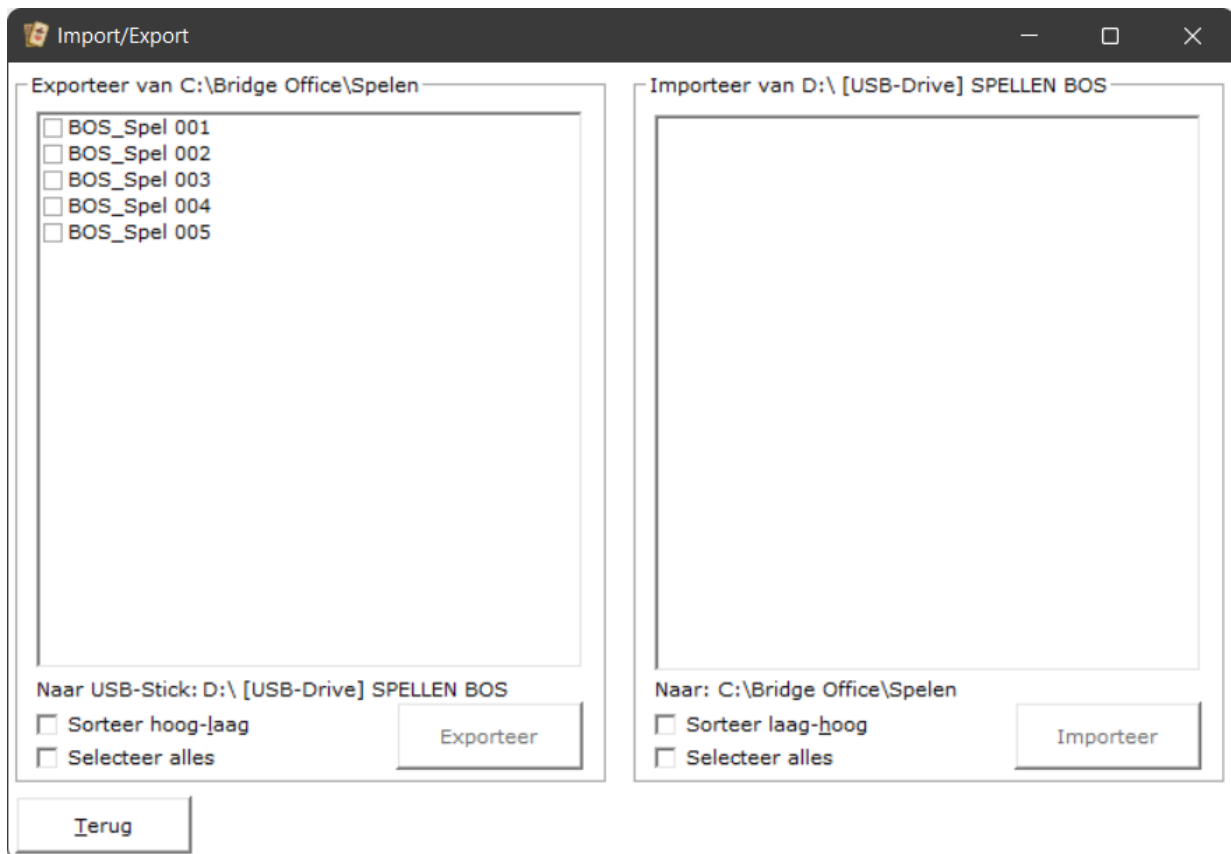 Import/Export
Exporteer van C:\Bridge Office\Spelen
BOS_Spel 001
BOS_Spel 002
BOS_Spel 003
BOS_Spel 004
BOS_Spel 005
Naar USB-Stick: D:\ [USB-Drive] SPELLEN BOS
Sorteer hoog-laag
Selecteer alles
Exporteer
Importeer van D:\ [USB-Drive] SPELLEN BOS
Naar: C:\Bridge Office\Spelen
Sorteer laag-hoog
Selecteer alles
Importeer
Terug